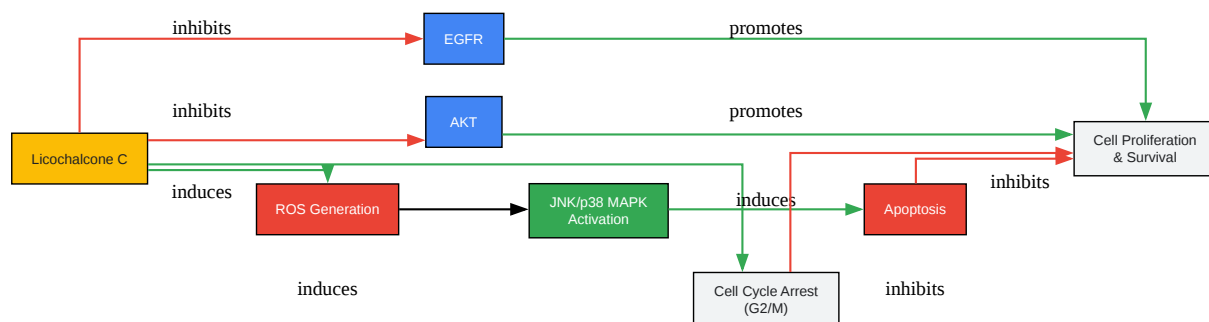 inhibits
EGFR
promotes
inhibits
AKT
promotes
Licochalcone C
Cell Proliferation
& Survival
induces
ROS Generation
JNK/p38 MAPK
Activation
induces
Apoptosis
inhibits
induces
Cell Cycle Arrest
(G2/M)
inhibits